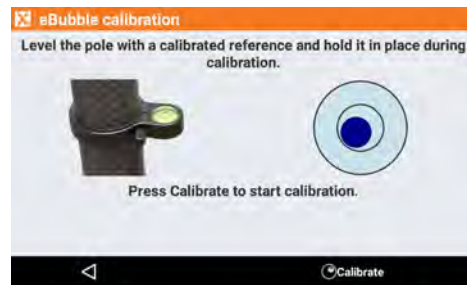 eBubble calibration
Level the pole with a calibrated reference and hold it in place during
calibration.
Press Calibrate to start calibration.
Calibrate